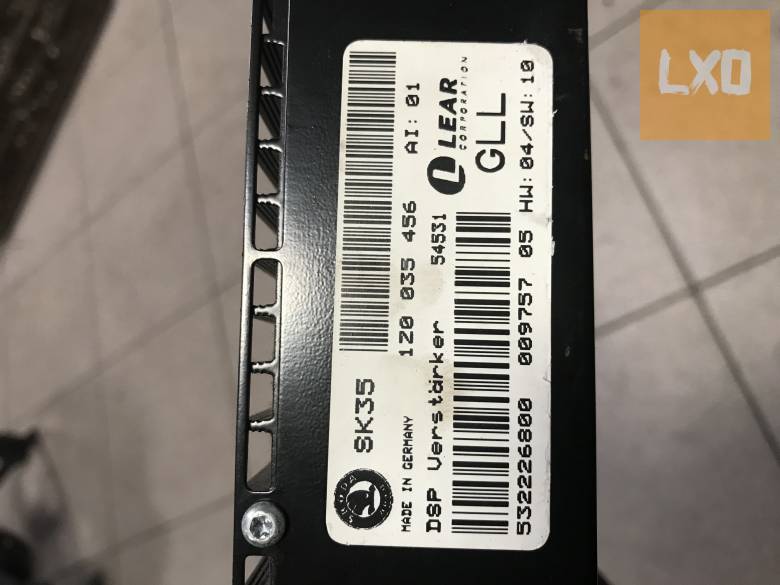 SKODA
SK35
1Z0 035 456 AI: 01
MADE IN GERMANY
DSP Verstärker 54531
LEAR
CORPORATION
GLL
532226800 009757 05 HW: 04/SW: 10
LXO